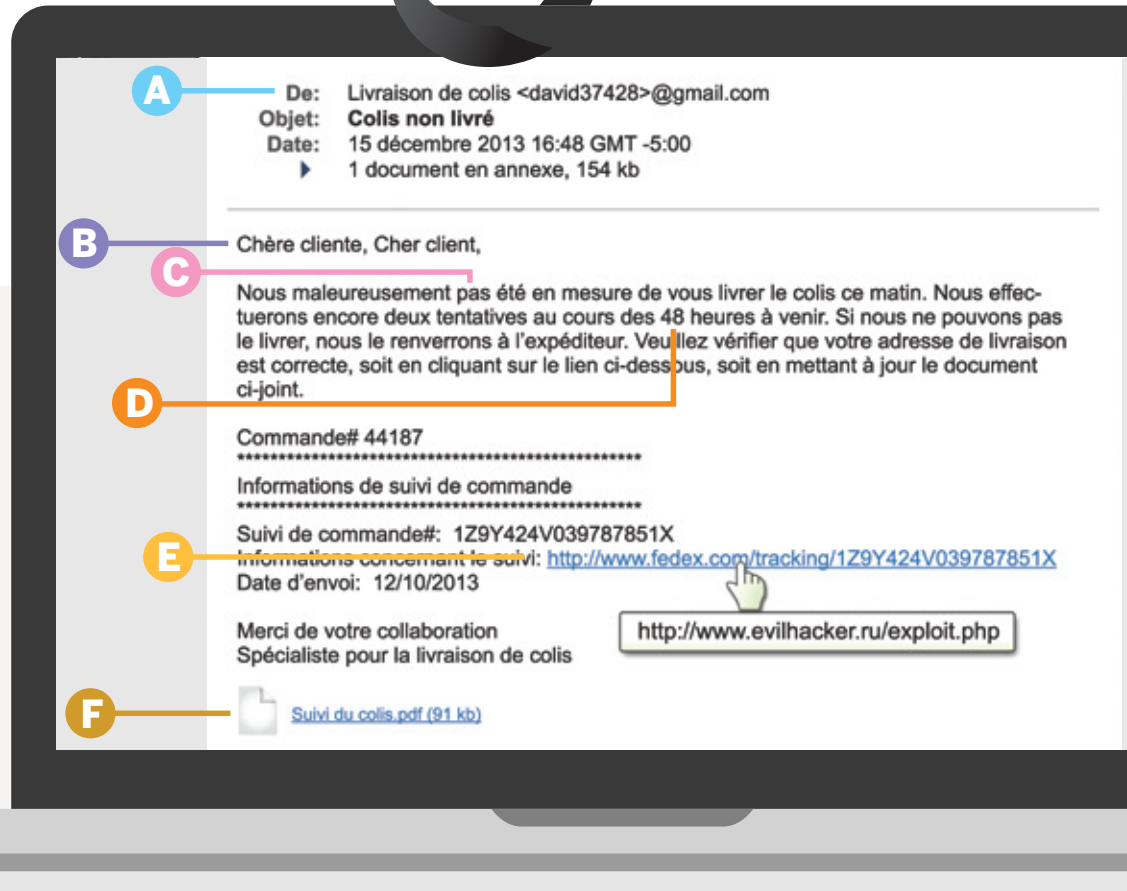 A
De: Livraison de colis <david37428>@gmail.com
Objet: Colis non livré
Date: 15 décembre 2013 16:48 GMT -5:00
1 document en annexe, 154 kb
B
Chère cliente, Cher client,
C
Nous maleureusement pas été en mesure de vous livrer le colis ce matin. Nous effec-
tuerons encore deux tentatives au cours des 48 heures à venir. Si nous ne pouvons pas
le livrer, nous le renverrons à l'expéditeur. Veuillez vérifier que votre adresse de livraison
est correcte, soit en cliquant sur le lien ci-dessous, soit en mettant à jour le document
ci-joint.
D
Commande# 44187
**************************************************
Informations de suivi de commande
**************************************************
Suivi de commande#: 1Z9Y424V039787851X
E
Informations concernant le suivi: http://www.fedex.com/tracking/1Z9Y424V039787851X
Date d'envoi: 12/10/2013
http://www.evilhacker.ru/exploit.php
Merci de votre collaboration
Spécialiste pour la livraison de colis
F
Suivi du colis.pdf (91 kb)